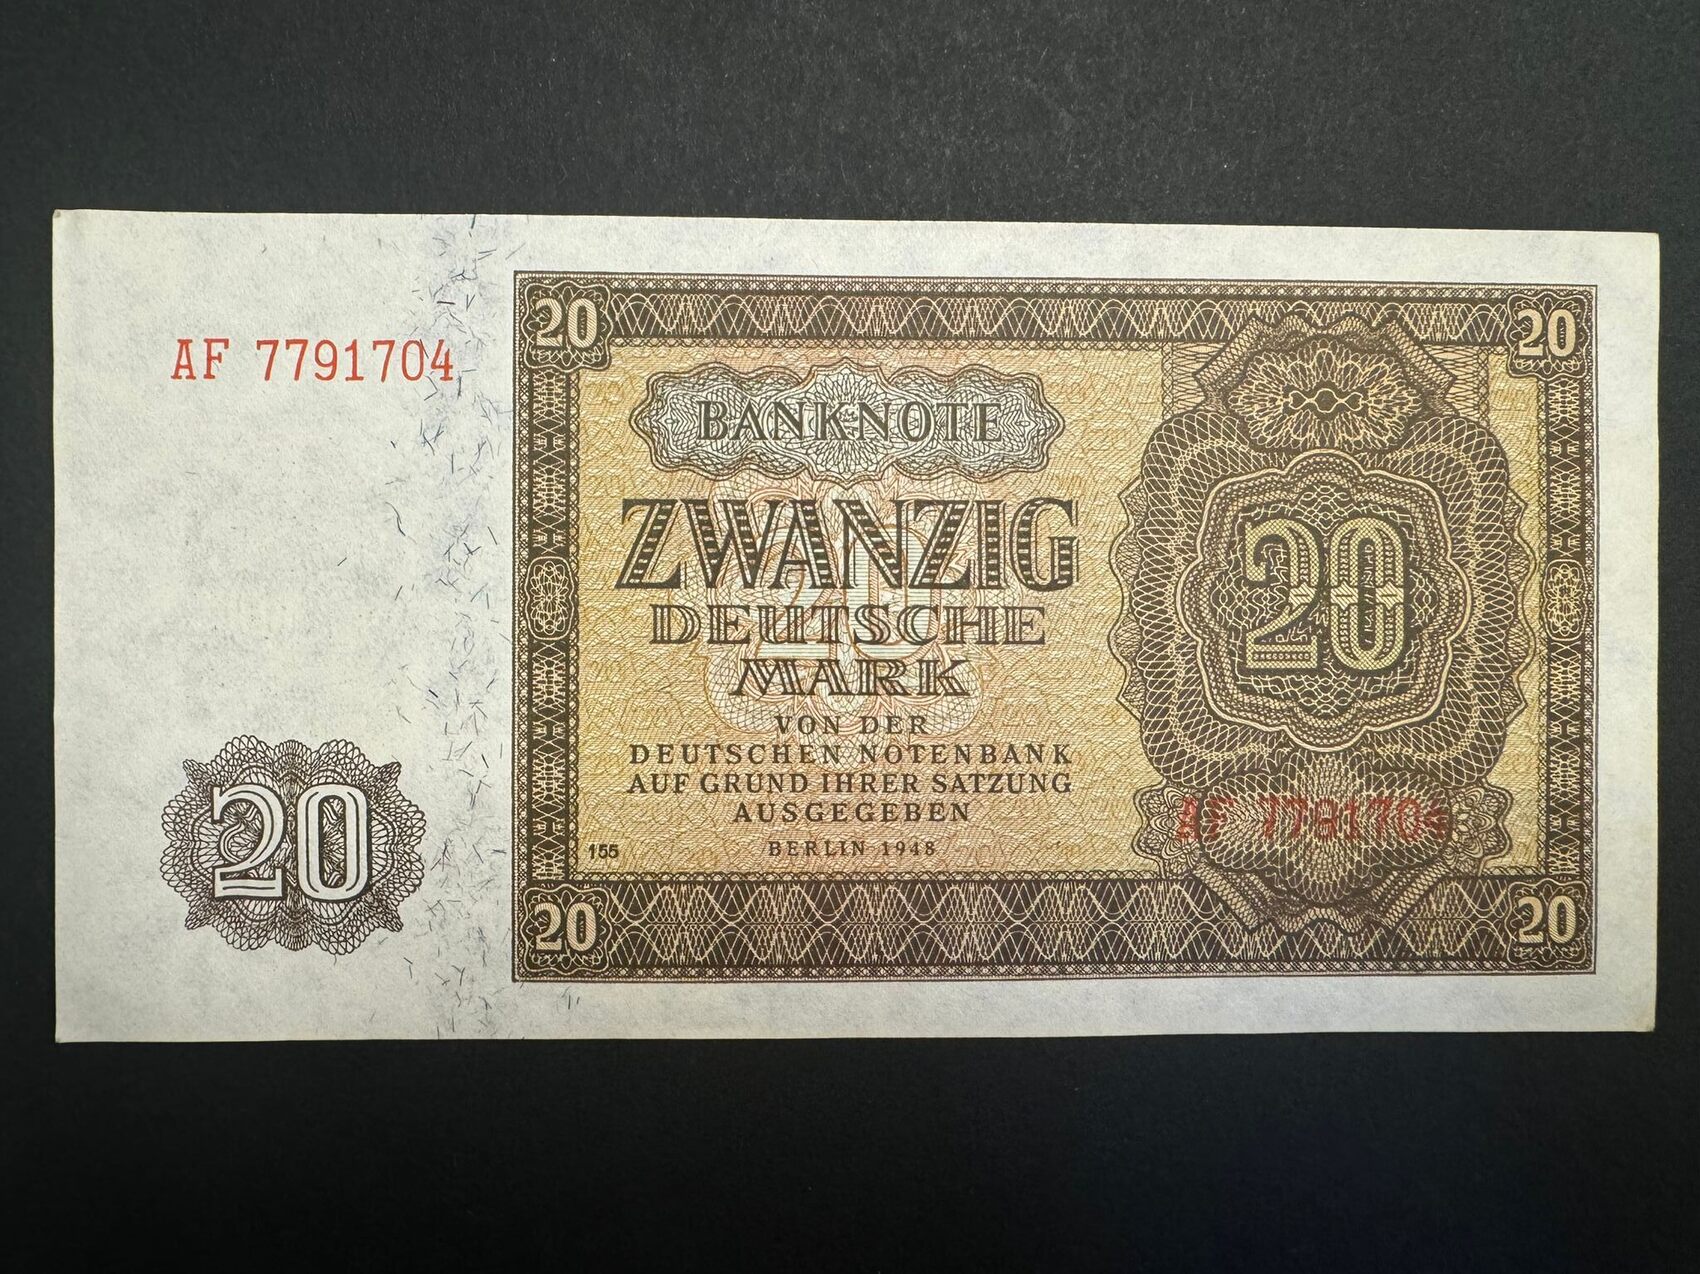 20
20
AF 7791704
BANKNOTE
ZWANZIG
DEUTSCHE
MARK
20
VON DER
DEUTSCHEN NOTENBANK
AUF GRUND IHRER SATZUNG
AUSGEGEBEN
BERLIN 1948
155
AF 7791704
20
20
20